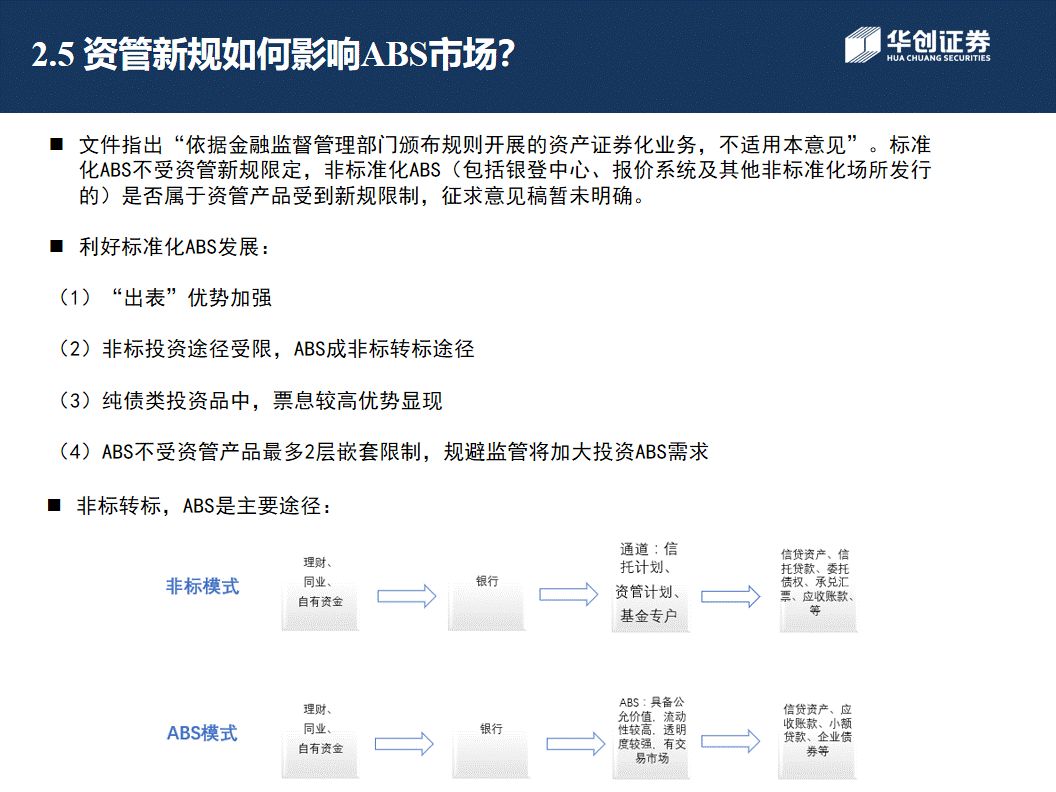 2.5 资管新规如何影响ABS市场？
华创证券
HUA CHUANG SECURITIES
■ 文件指出“依据金融监督管理部门颁布规则开展的资产证券化业务，不适用本意见”。标准
化ABS不受资管新规限定，非标准化ABS（包括银登中心、报价系统及其他非标准化场所发行
的）是否属于资管产品受到新规限制，征求意见稿暂未明确。
■ 利好标准化ABS发展：
（1）“出表”优势加强
（2）非标投资途径受限，ABS成非标转标途径
（3）纯债类投资品中，票息较高优势显现
（4）ABS不受资管产品最多2层嵌套限制，规避监管将加大投资ABS需求
■ 非标转标，ABS是主要途径：
非标模式
理财、
同业、
自有资金
银行
通道：信
托计划、
资管计划、
基金专户
信贷资产、信
托贷款、委托
债权、承兑汇
票、应收账款、
等
ABS模式
理财、
同业、
自有资金
银行
ABS：具备公
允价值，流动
性较高，透明
度较强，有交
易市场
信贷资产、应
收账款、小额
贷款、企业债
券等